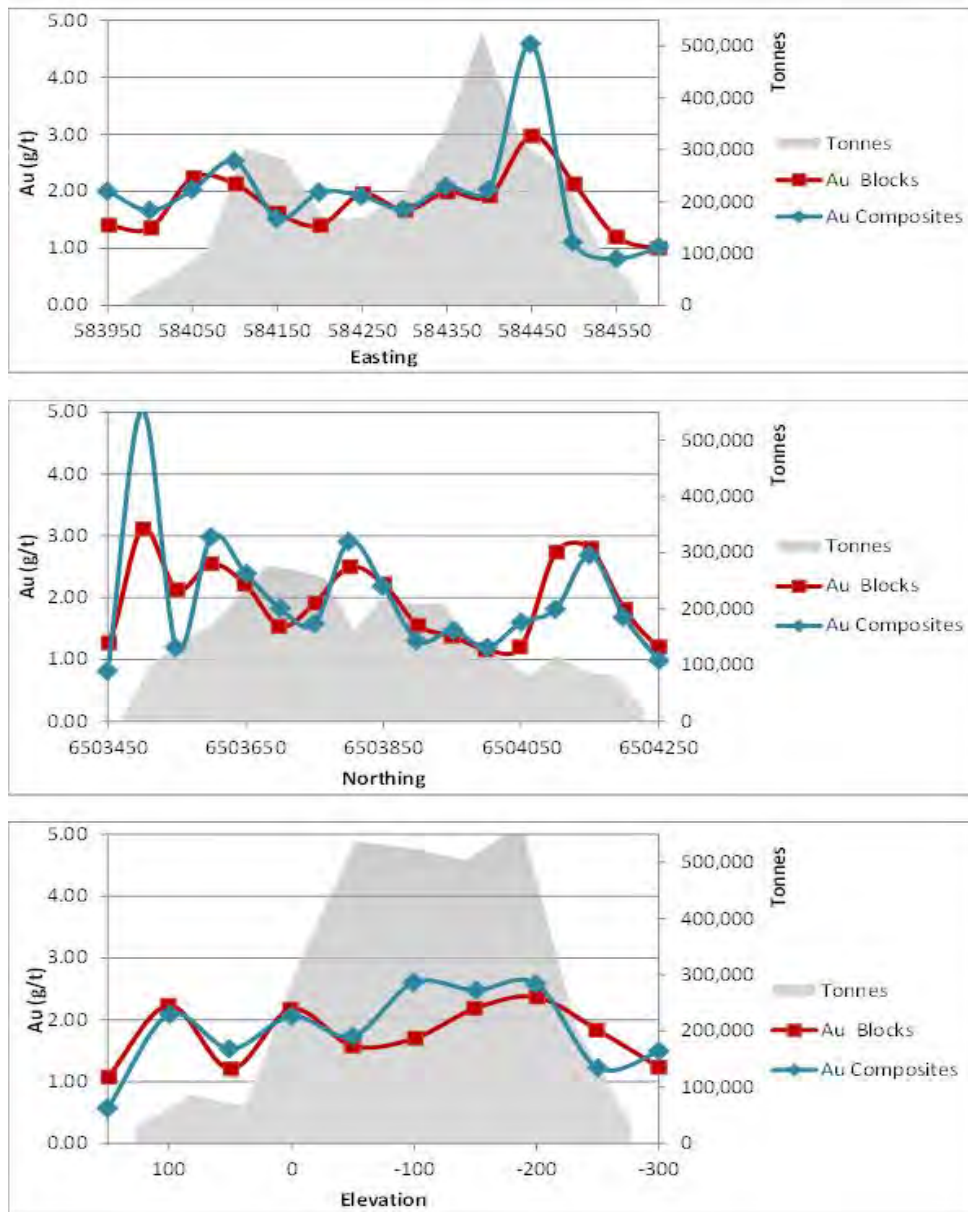 5.00
4.00
3.00
2.00
1.00
0.00
Au (g/t)
500,000
400,000
300,000
200,000
100,000
0
Tonnes
583950 584050 584150 584250 584350 584450 584550
Easting
Tonnes
Au Blocks
Au Composites
5.00
4.00
3.00
2.00
1.00
0.00
Au (g/t)
500,000
400,000
300,000
200,000
100,000
0
Tonnes
6503450 6503650 6503850 6504050 6504250
Northing
Tonnes
Au Blocks
Au Composites
5.00
4.00
3.00
2.00
1.00
0.00
Au (g/t)
500,000
400,000
300,000
200,000
100,000
0
Tonnes
100 0 -100 -200 -300
Elevation
Tonnes
Au Blocks
Au Composites